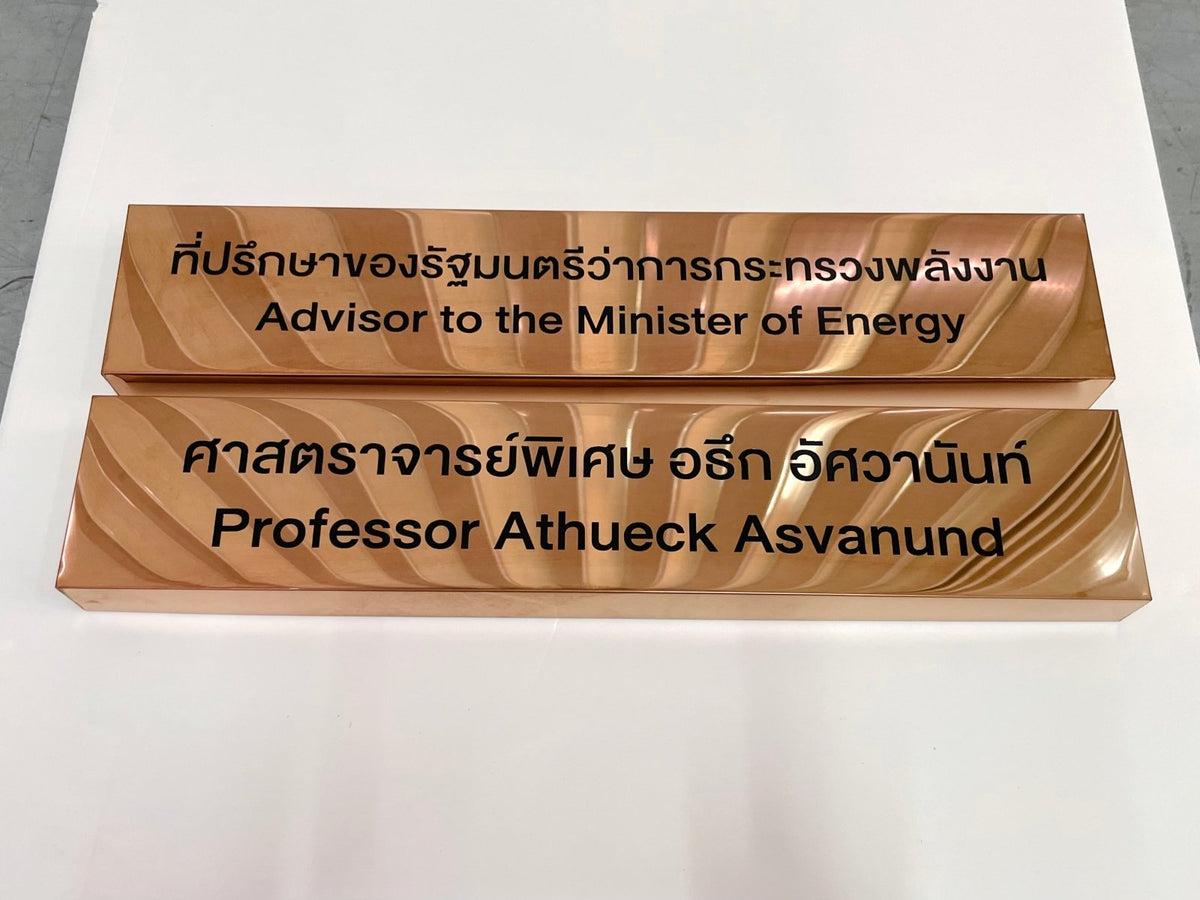 ที่ปรึกษาของรัฐมนตรีว่าการกระทรวงพลังงาน
Advisor to the Minister of Energy
ศาสตราจารย์พิเศษ อธึก อัศวานันท์
Professor Athueck Asvanund